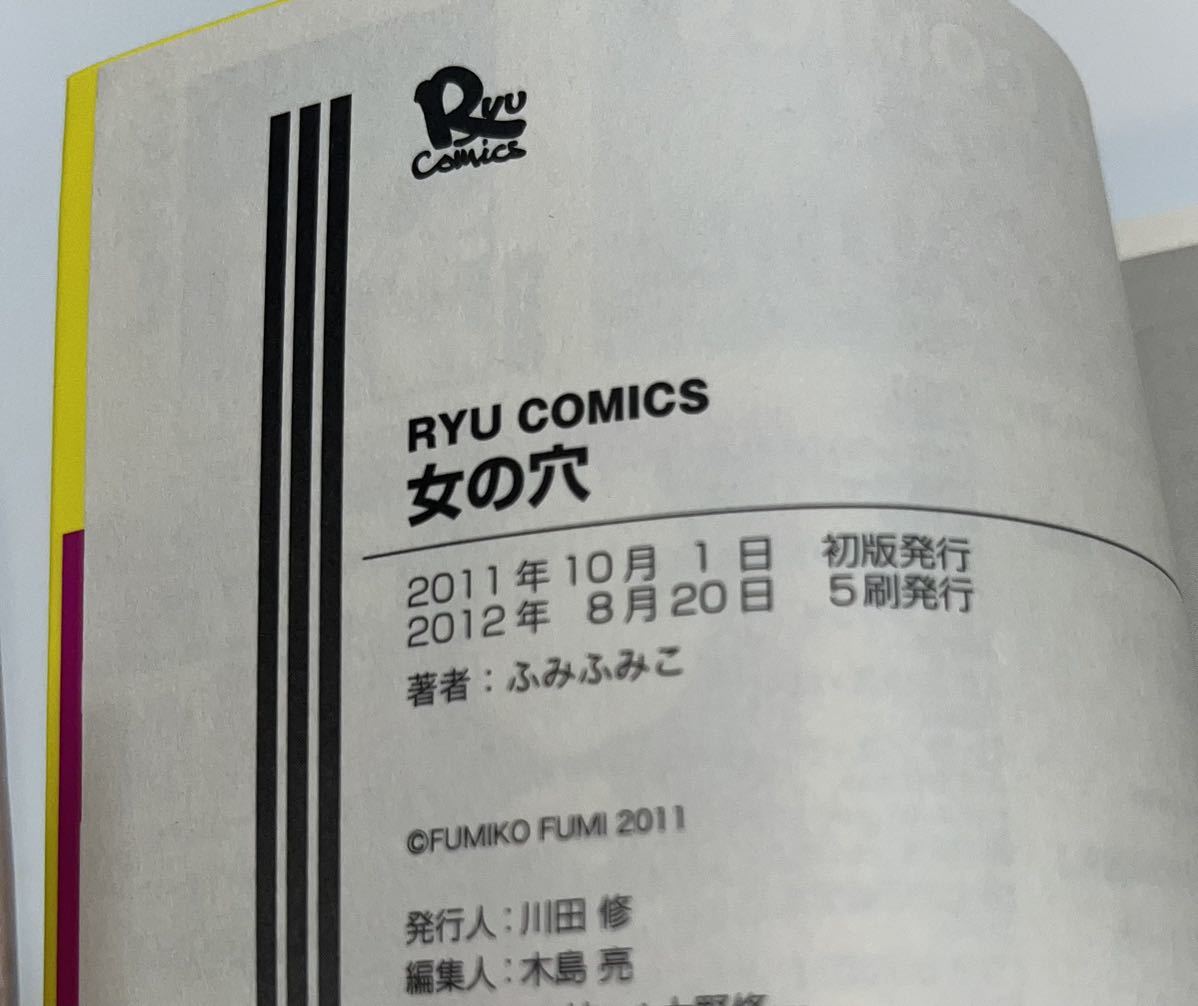 Ryu
Comics
RYU COMICS
女の穴
2011年10月 1日 初版発行
2012年 8月20日 5刷発行
著者：ふみふみこ
©FUMIKO FUMI 2011
発行人：川田 修
編集人：木島 亮